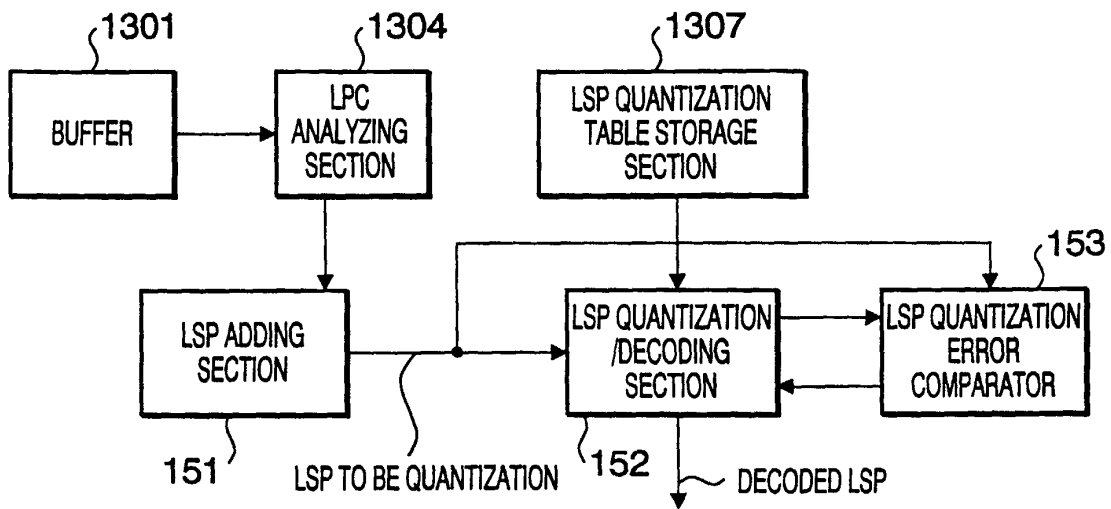 1301
1304
1307
BUFFER
LPC
ANALYZING
SECTION
LSP QUANTIZATION
TABLE STORAGE
SECTION
153
LSP ADDING
SECTION
LSP QUANTIZATION
/DECODING
SECTION
LSP QUANTIZATION
ERROR
COMPARATOR
151
LSP TO BE QUANTIZATION
152
DECODED LSP